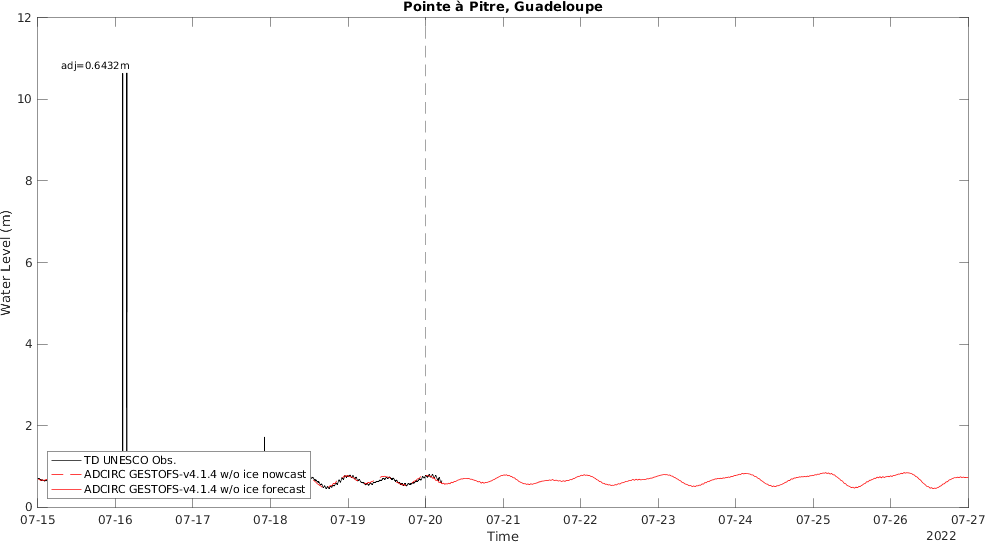 Pointe à Pitre, Guadeloupe
12
adj=0.6432m
10
8
6
4
2
0
Water Level (m)
TD UNESCO Obs.
ADCIRC GESTOFS-v4.1.4 w/o ice nowcast
ADCIRC GESTOFS-v4.1.4 w/o ice forecast
07-15 07-16 07-17 07-18 07-19 07-20 07-21 07-22 07-23 07-24 07-25 07-26 07-27
Time
2022